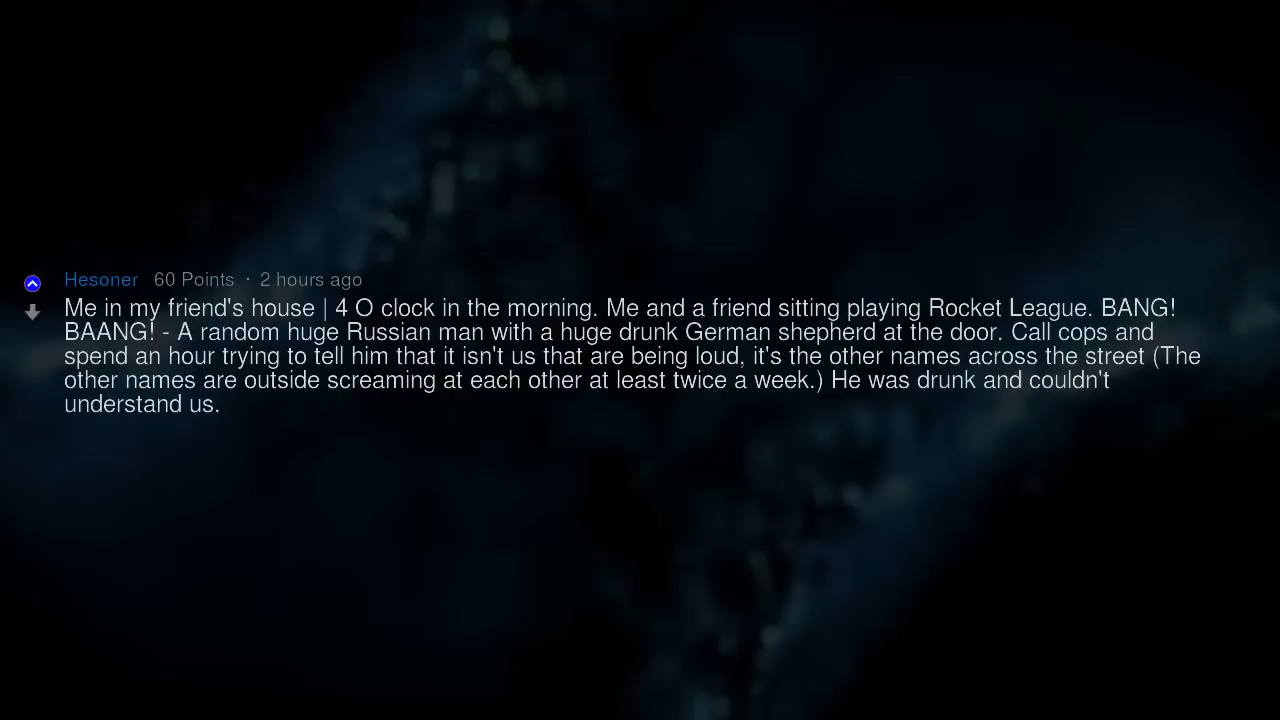 Hesoner 60 Points · 2 hours ago
Me in my friend's house | 4 O clock in the morning. Me and a friend sitting playing Rocket League. BANG!
BAANG! - A random huge Russian man with a huge drunk German shepherd at the door. Call cops and
spend an hour trying to tell him that it isn't us that are being loud, it's the other names across the street (The
other names are outside screaming at each other at least twice a week.) He was drunk and couldn't
understand us.